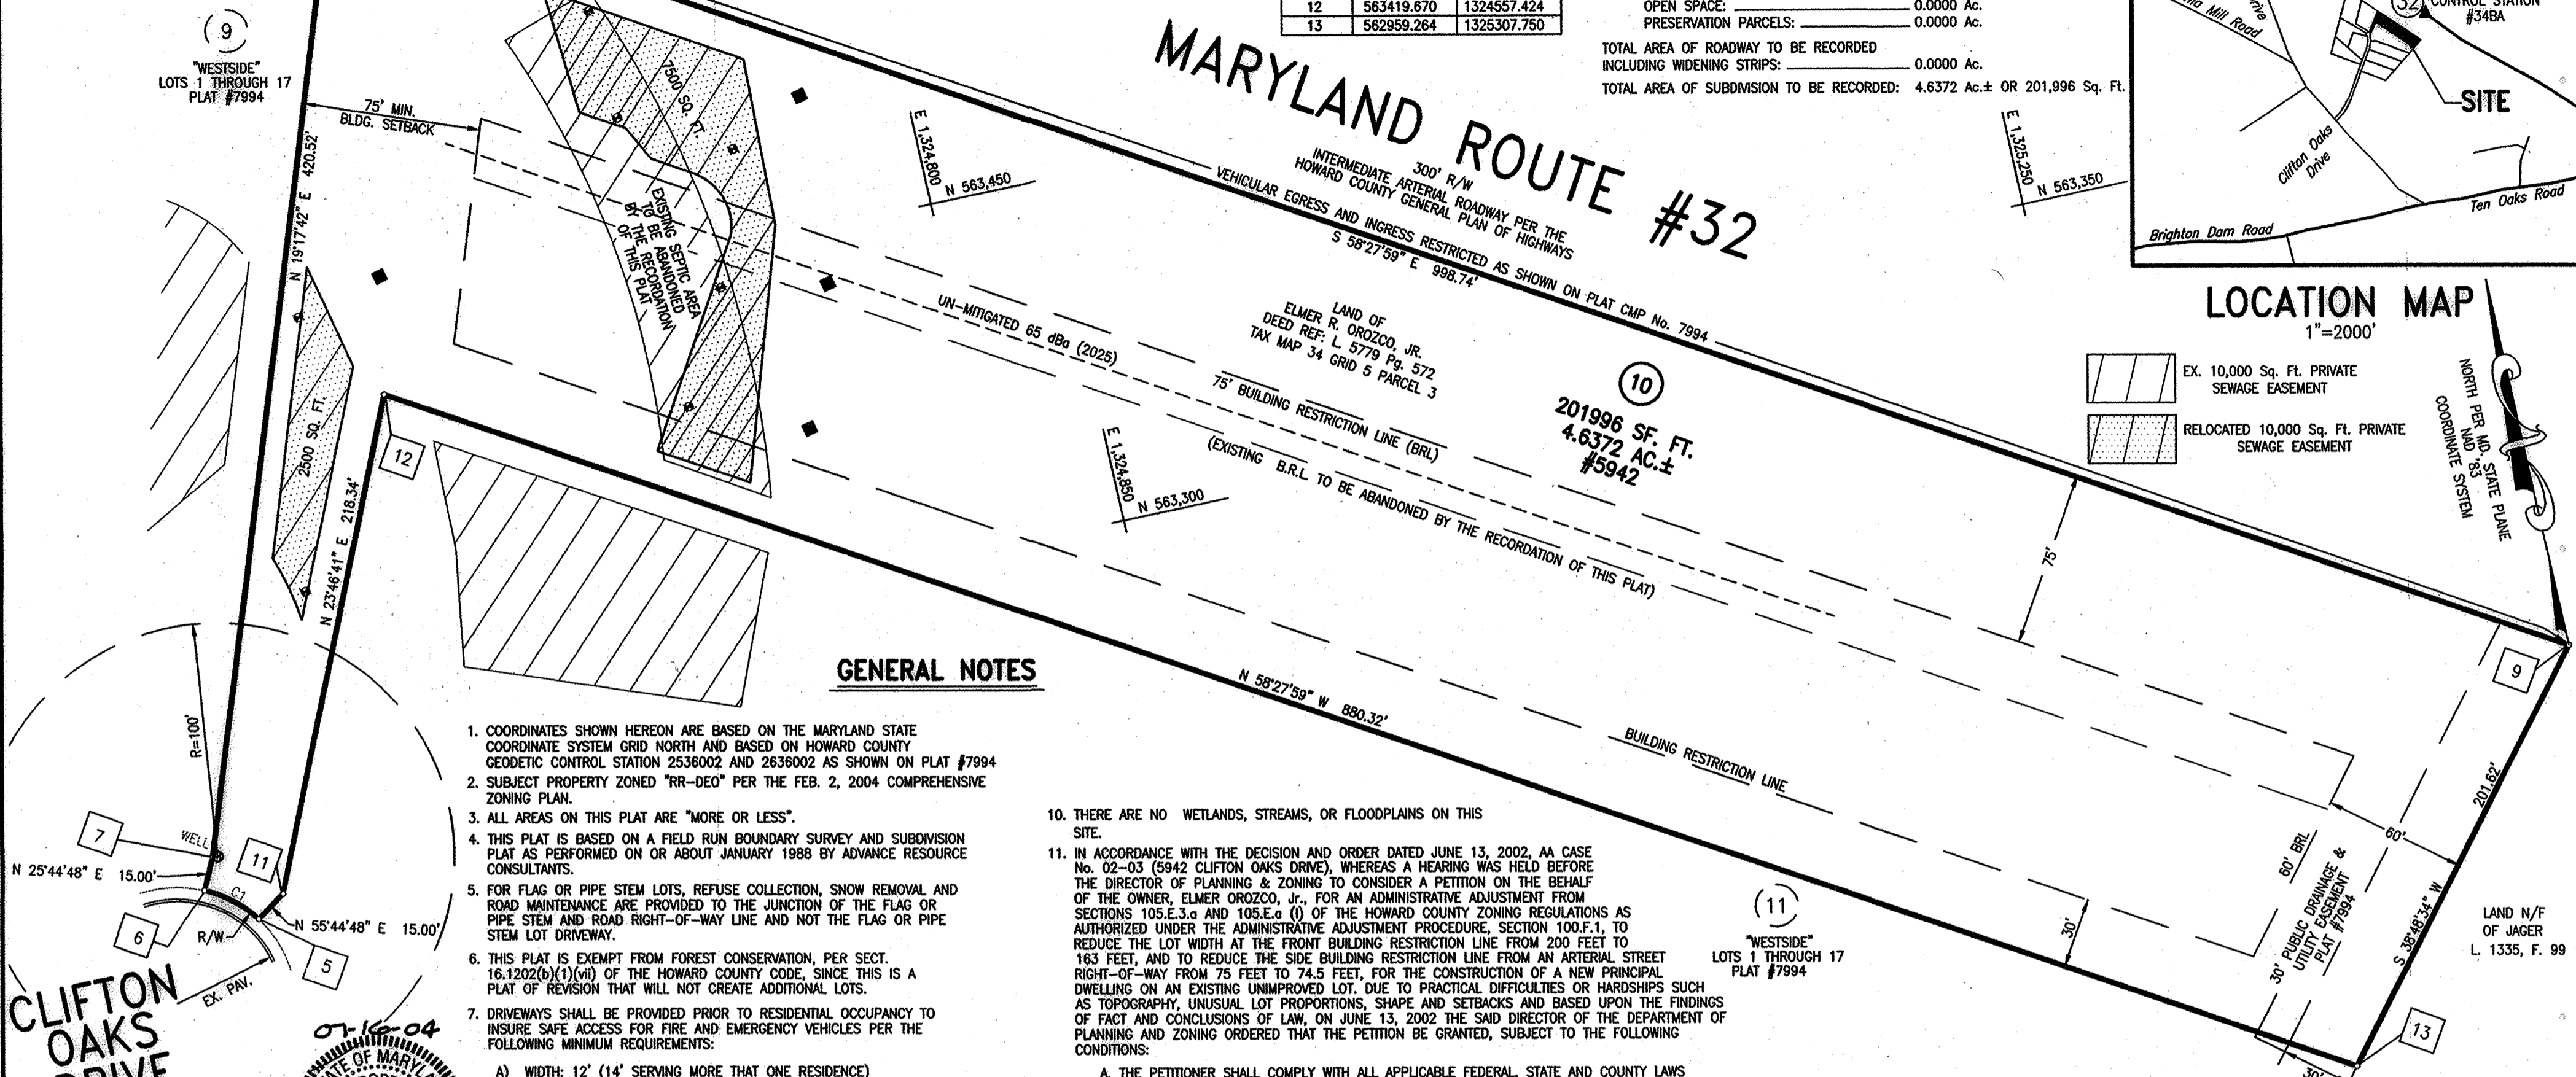 12 563419.670 1324557.424
13 562959.264 1325307.750
OPEN SPACE: 0.0000 Ac.
PRESERVATION PARCELS: 0.0000 Ac.
TOTAL AREA OF ROADWAY TO BE RECORDED
INCLUDING WIDENING STRIPS: 0.0000 Ac.
TOTAL AREA OF SUBDIVISION TO BE RECORDED: 4.6372 Ac.± OR 201,996 Sq. Ft.
Mill Road
32
CONTROL STATION
#34BA
SITE
Clifton Oaks
Drive
Ten Oaks Road
Brighton Dam Road
LOCATION MAP
1"=2000'
EX. 10,000 Sq. Ft. PRIVATE
SEWAGE EASEMENT
RELOCATED 10,000 Sq. Ft. PRIVATE
SEWAGE EASEMENT
NORTH PER MD. STATE PLANE
NAD '83
COORDINATE SYSTEM
9
"WESTSIDE"
LOTS 1 THROUGH 17
PLAT #7994
75' MIN.
BLDG. SETBACK
N 19°17'42" E 420.52'
7500 SQ. FT.
EXISTING SEPTIC AREA
TO BE ABANDONED
BY THE RECORDATION
OF THIS PLAT
2500 SQ. FT.
N 23°46'41" E 218.34'
12
MARYLAND ROUTE #32
300' R/W
INTERMEDIATE ARTERIAL ROADWAY PER THE
HOWARD COUNTY GENERAL PLAN OF HIGHWAYS
VEHICULAR EGRESS AND INGRESS RESTRICTED AS SHOWN ON PLAT CMP No. 7994
S 58°27'59" E 998.74'
E 1,324,800
N 563,450
E 1,325,250
N 563,350
E 1,324,850
N 563,300
UN-MITIGATED 65 dBa (2025)
LAND OF
ELMER R. OROZCO, JR.
DEED REF: L. 5779 Pg. 572
TAX MAP 34 GRID 5 PARCEL 3
75' BUILDING RESTRICTION LINE (BRL)
(EXISTING B.R.L. TO BE ABANDONED BY THE RECORDATION OF THIS PLAT)
10
201996 SF. FT.
4.6372 AC.±
#5942
75'
9
N 58°27'59" W 880.32'
BUILDING RESTRICTION LINE
201.62'
S 38°48'34" W
60'
60' BRL
30' PUBLIC DRAINAGE &
UTILITY EASEMENT
PLAT #7994
30'
30'
13
LAND N/F
OF JAGER
L. 1335, F. 99
11
"WESTSIDE"
LOTS 1 THROUGH 17
PLAT #7994
R=100'
7
WELL
11
N 25°44'48" E 15.00'
C1
6
R/W
N 55°44'48" E 15.00'
5
EX. PAV.
CLIFTON
OAKS
DRIVE
07-16-04
STATE OF MARYLAND
GENERAL NOTES
1. COORDINATES SHOWN HEREON ARE BASED ON THE MARYLAND STATE
COORDINATE SYSTEM GRID NORTH AND BASED ON HOWARD COUNTY
GEODETIC CONTROL STATION 2536002 AND 2636002 AS SHOWN ON PLAT #7994
2. SUBJECT PROPERTY ZONED "RR-DEO" PER THE FEB. 2, 2004 COMPREHENSIVE
ZONING PLAN.
3. ALL AREAS ON THIS PLAT ARE "MORE OR LESS".
4. THIS PLAT IS BASED ON A FIELD RUN BOUNDARY SURVEY AND SUBDIVISION
PLAT AS PERFORMED ON OR ABOUT JANUARY 1988 BY ADVANCE RESOURCE
CONSULTANTS.
5. FOR FLAG OR PIPE STEM LOTS, REFUSE COLLECTION, SNOW REMOVAL AND
ROAD MAINTENANCE ARE PROVIDED TO THE JUNCTION OF THE FLAG OR
PIPE STEM AND ROAD RIGHT-OF-WAY LINE AND NOT THE FLAG OR PIPE
STEM LOT DRIVEWAY.
6. THIS PLAT IS EXEMPT FROM FOREST CONSERVATION, PER SECT.
16.1202(b)(1)(vii) OF THE HOWARD COUNTY CODE, SINCE THIS IS A
PLAT OF REVISION THAT WILL NOT CREATE ADDITIONAL LOTS.
7. DRIVEWAYS SHALL BE PROVIDED PRIOR TO RESIDENTIAL OCCUPANCY TO
INSURE SAFE ACCESS FOR FIRE AND EMERGENCY VEHICLES PER THE
FOLLOWING MINIMUM REQUIREMENTS:
A) WIDTH: 12' (14' SERVING MORE THAT ONE RESIDENCE)
10. THERE ARE NO WETLANDS, STREAMS, OR FLOODPLAINS ON THIS
SITE.
11. IN ACCORDANCE WITH THE DECISION AND ORDER DATED JUNE 13, 2002, AA CASE
No. 02-03 (5942 CLIFTON OAKS DRIVE), WHEREAS A HEARING WAS HELD BEFORE
THE DIRECTOR OF PLANNING & ZONING TO CONSIDER A PETITION ON THE BEHALF
OF THE OWNER, ELMER OROZCO, Jr., FOR AN ADMINISTRATIVE ADJUSTMENT FROM
SECTIONS 105.E.3.a AND 105.E.a (i) OF THE HOWARD COUNTY ZONING REGULATIONS AS
AUTHORIZED UNDER THE ADMINISTRATIVE ADJUSTMENT PROCEDURE, SECTION 100.F.1, TO
REDUCE THE LOT WIDTH AT THE FRONT BUILDING RESTRICTION LINE FROM 200 FEET TO
163 FEET, AND TO REDUCE THE SIDE BUILDING RESTRICTION LINE FROM AN ARTERIAL STREET
RIGHT-OF-WAY FROM 75 FEET TO 74.5 FEET, FOR THE CONSTRUCTION OF A NEW PRINCIPAL
DWELLING ON AN EXISTING UNIMPROVED LOT. DUE TO PRACTICAL DIFFICULTIES OR HARDSHIPS SUCH
AS TOPOGRAPHY, UNUSUAL LOT PROPORTIONS, SHAPE AND SETBACKS AND BASED UPON THE FINDINGS
OF FACT AND CONCLUSIONS OF LAW, ON JUNE 13, 2002 THE SAID DIRECTOR OF THE DEPARTMENT OF
PLANNING AND ZONING ORDERED THAT THE PETITION BE GRANTED, SUBJECT TO THE FOLLOWING
CONDITIONS:
A. THE PETITIONER SHALL COMPLY WITH ALL APPLICABLE FEDERAL, STATE AND COUNTY LAWS